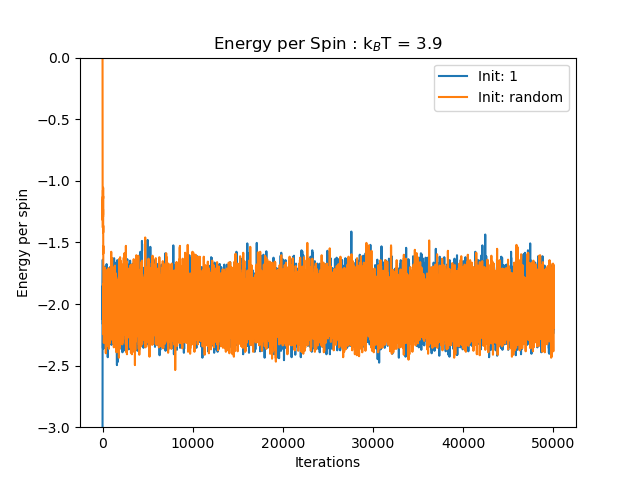 Energy per Spin : k_BT = 3.9
Init: 1
Init: random
Energy per spin
0.0
−0.5
−1.0
−1.5
−2.0
−2.5
−3.0
0
10000
20000
30000
40000
50000
Iterations